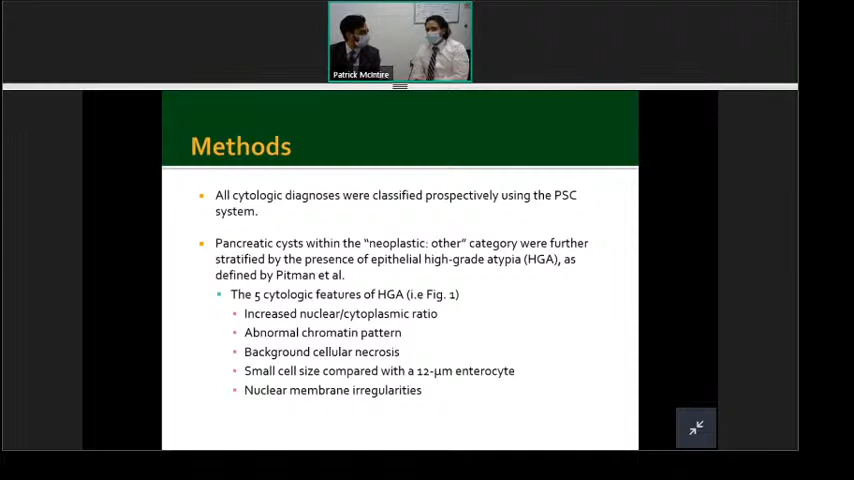 Patrick McIntire
Methods
All cytologic diagnoses were classified prospectively using the PSC
system.
Pancreatic cysts within the “neoplastic: other” category were further
stratified by the presence of epithelial high-grade atypia (HGA), as
defined by Pitman et al.
The 5 cytologic features of HGA (i.e Fig. 1)
Increased nuclear/cytoplasmic ratio
Abnormal chromatin pattern
Background cellular necrosis
Small cell size compared with a 12-μm enterocyte
Nuclear membrane irregularities